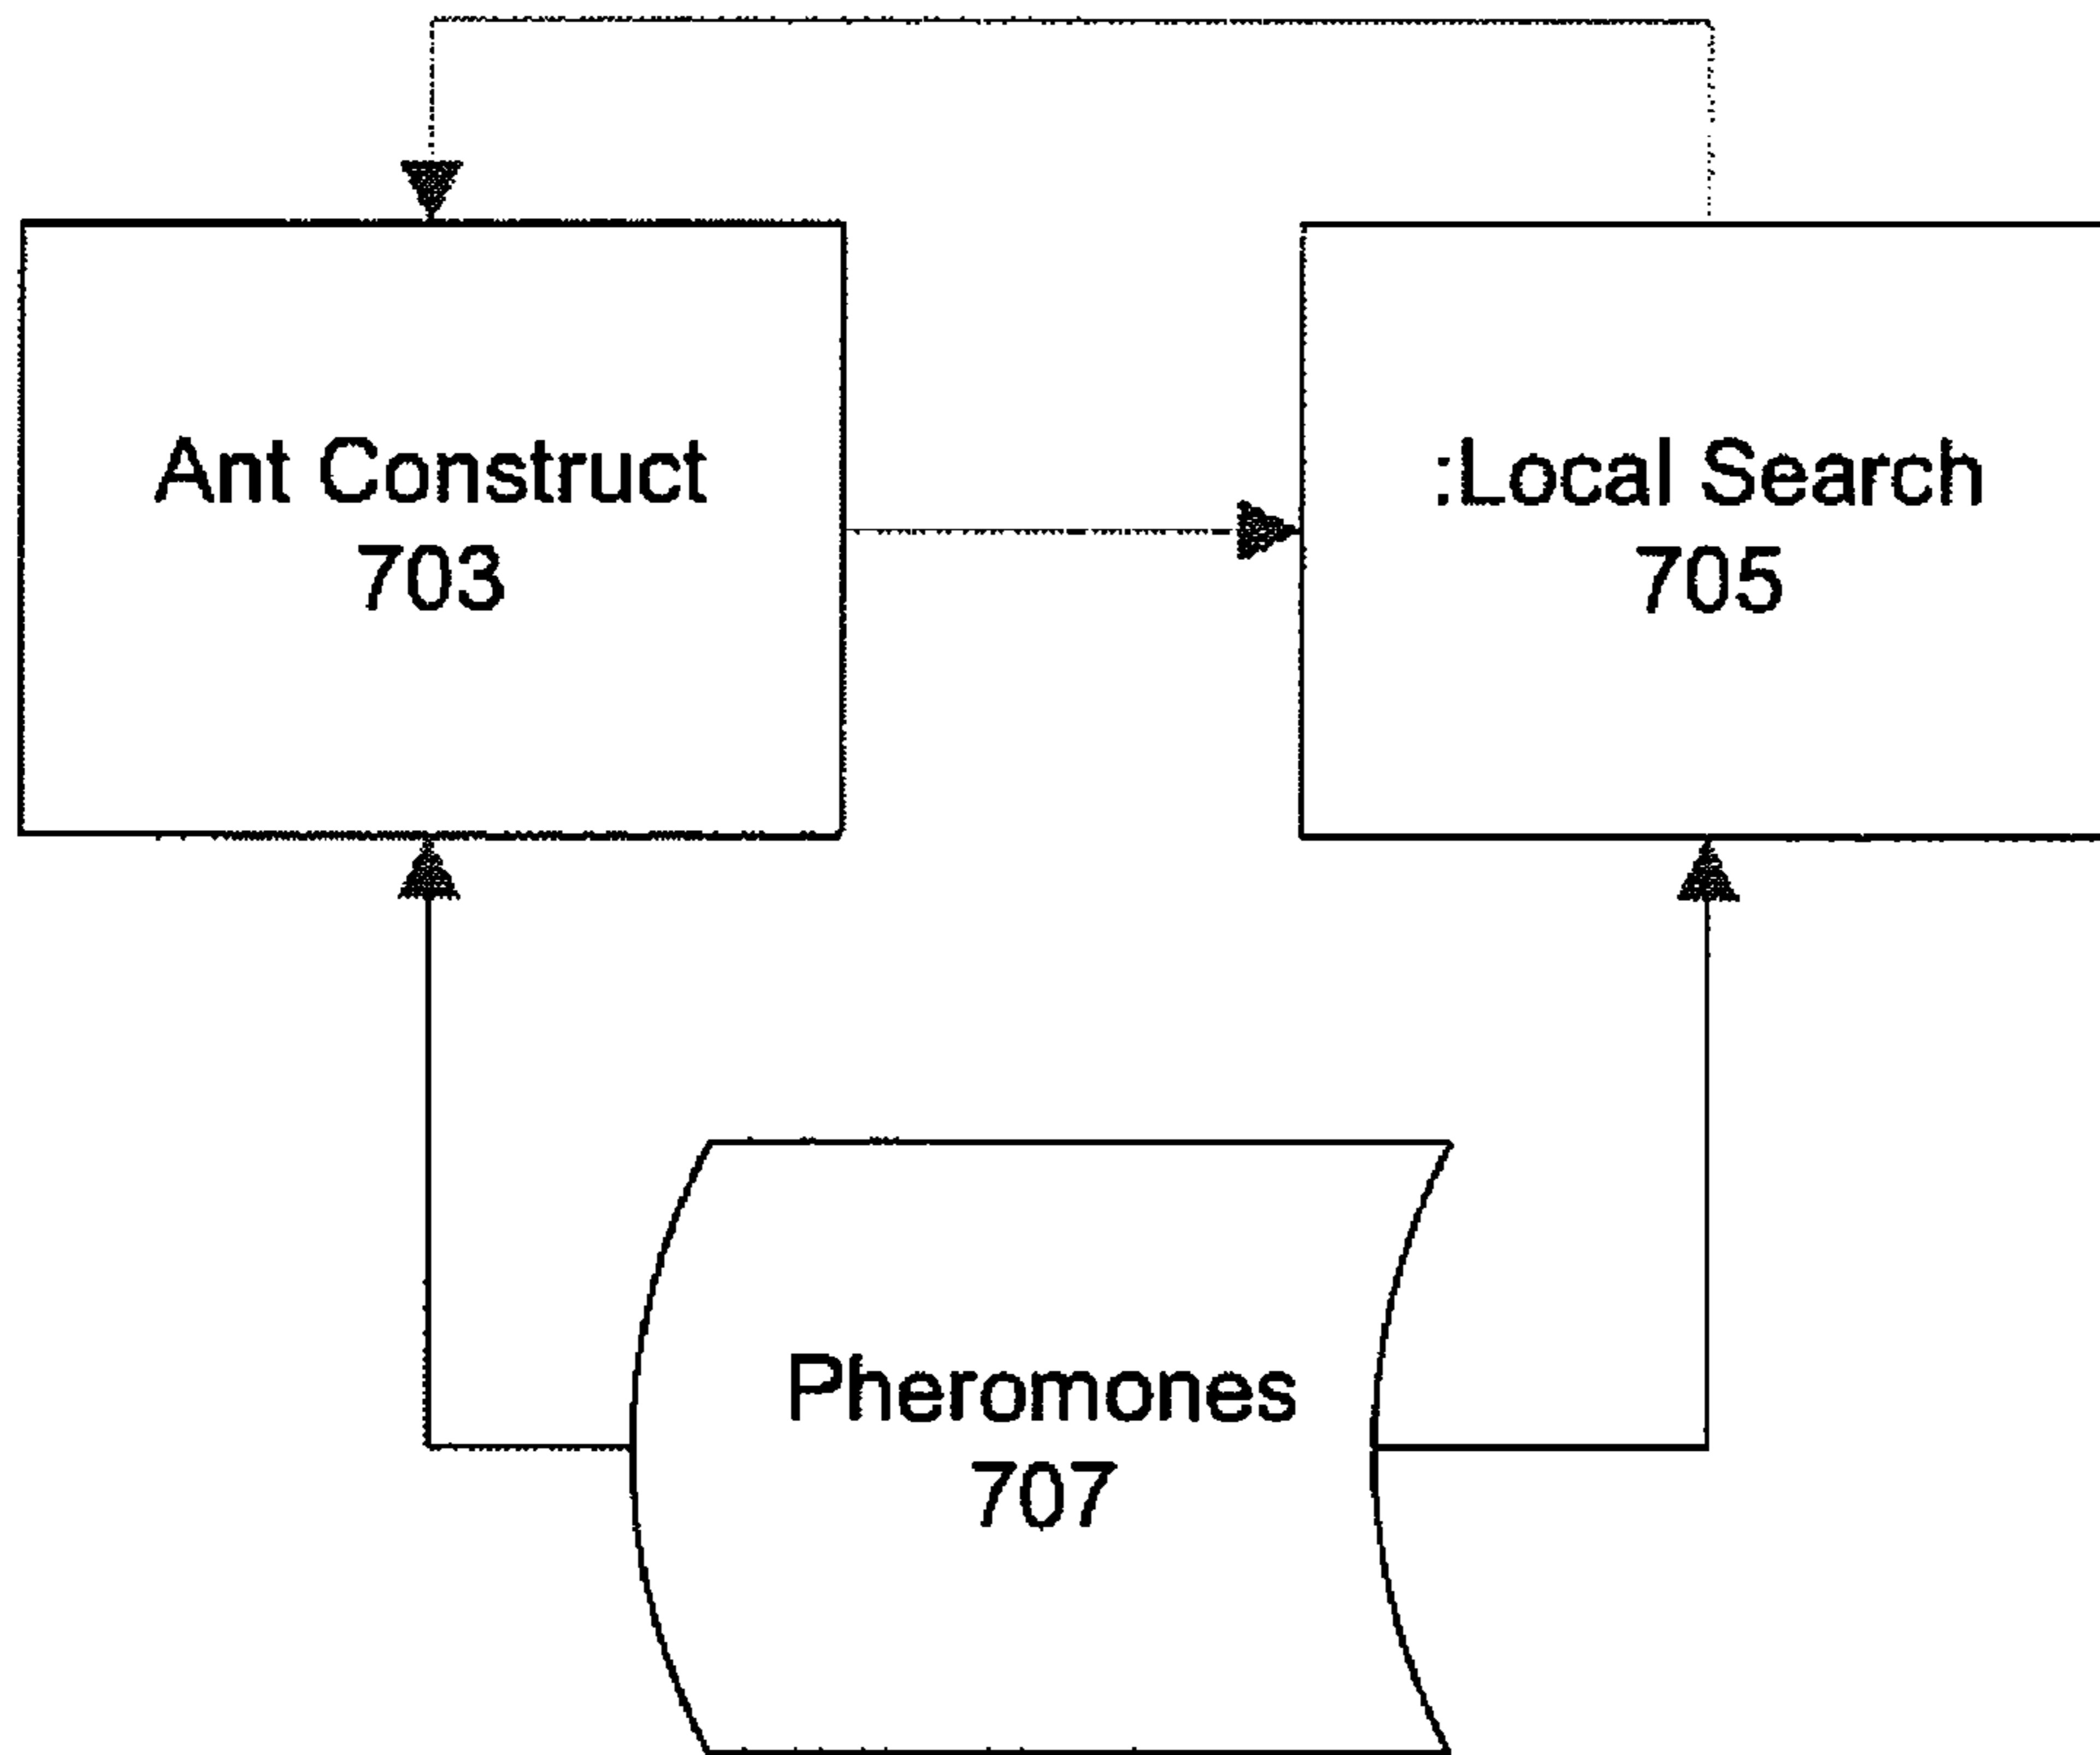 Ant Construct
703
:Local Search
705
Pheromones
707